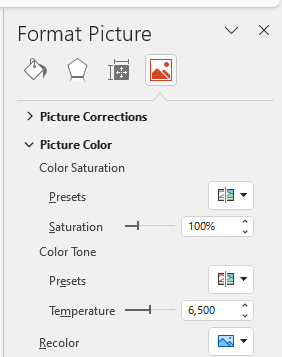 Format Picture
Picture Corrections
Picture Color
Color Saturation
Presets
Saturation 100%
Color Tone
Presets
Temperature 6,500
Recolor